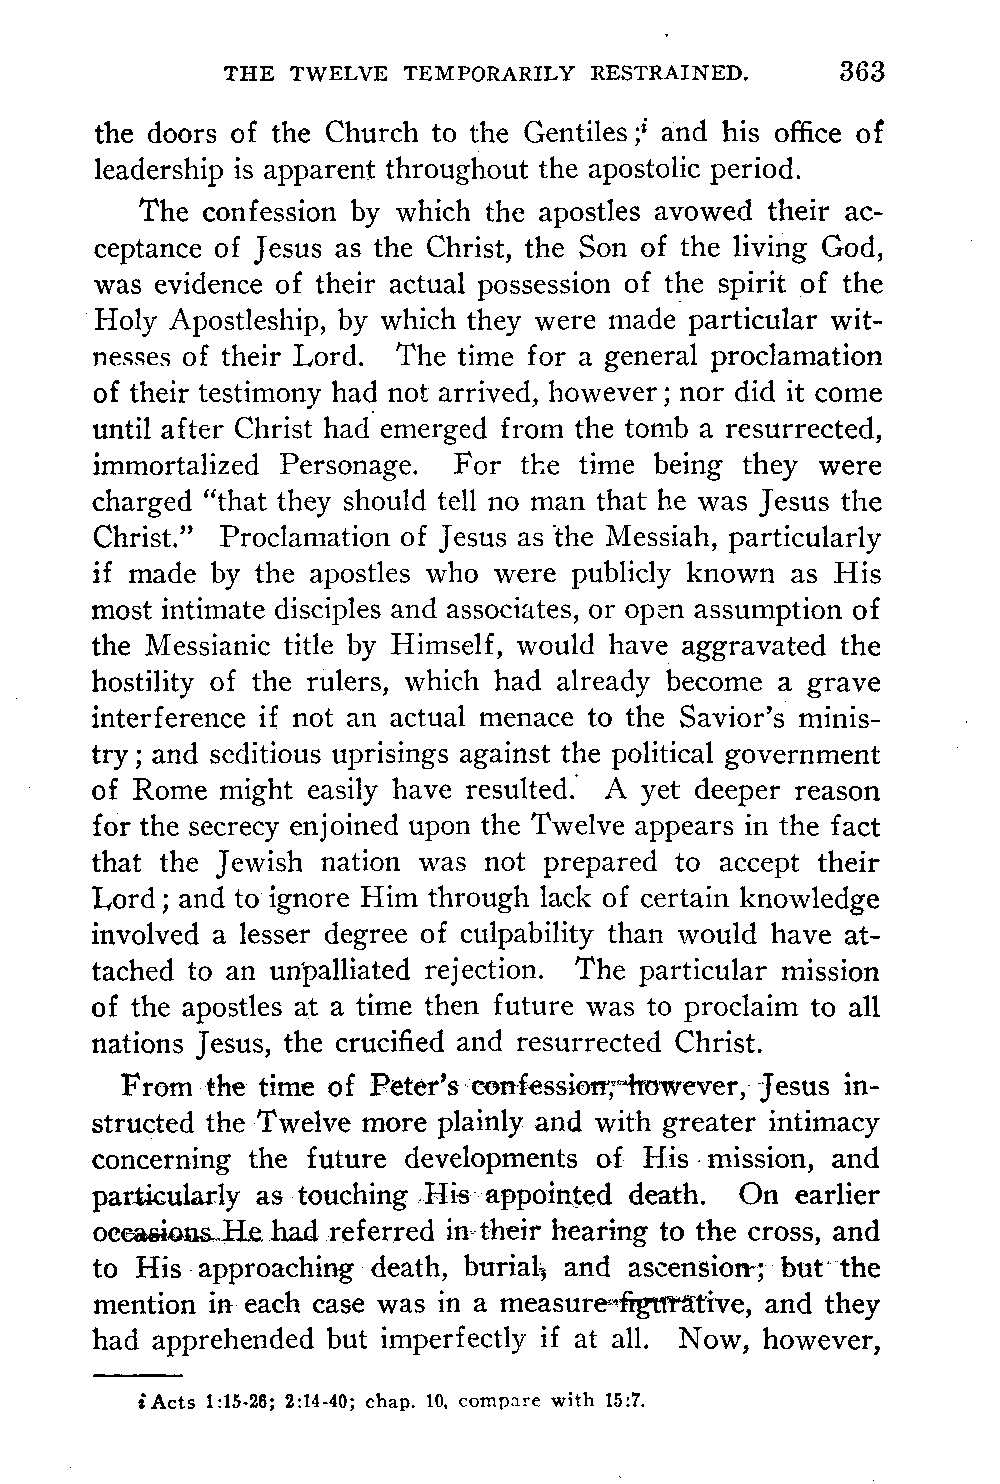 THE TWELVE TEMPORARILY RESTRAINED. 363
the doors of the Church to the Gentiles;i and his office of
leadership is apparent throughout the apostolic period.
The confession by which the apostles avowed their ac-
ceptance of Jesus as the Christ, the Son of the living God,
was evidence of their actual possession of the spirit of the
Holy Apostleship, by which they were made particular wit-
nesses of their Lord. The time for a general proclamation
of their testimony had not arrived, however; nor did it come
until after Christ had emerged from the tomb a resurrected,
immortalized Personage. For the time being they were
charged "that they should tell no man that he was Jesus the
Christ." Proclamation of Jesus as the Messiah, particularly
if made by the apostles who were publicly known as His
most intimate disciples and associates, or open assumption of
the Messianic title by Himself, would have aggravated the
hostility of the rulers, which had already become a grave
interference if not an actual menace to the Savior's minis-
try; and seditious uprisings against the political government
of Rome might easily have resulted. A yet deeper reason
for the secrecy enjoined upon the Twelve appears in the fact
that the Jewish nation was not prepared to accept their
Lord; and to ignore Him through lack of certain knowledge
involved a lesser degree of culpability than would have at-
tached to an unpalliated rejection. The particular mission
of the apostles at a time then future was to proclaim to all
nations Jesus, the crucified and resurrected Christ.
From the time of Peter's confession, however, Jesus in-
structed the Twelve more plainly and with greater intimacy
concerning the future developments of His mission, and
particularly as touching His appointed death. On earlier
occasions He had referred in their hearing to the cross, and
to His approaching death, burial, and ascension; but the
mention in each case was in a measure figurative, and they
had apprehended but imperfectly if at all. Now, however,
i Acts 1:15-26; 2:14-40; chap. 10, compare with 15:7.